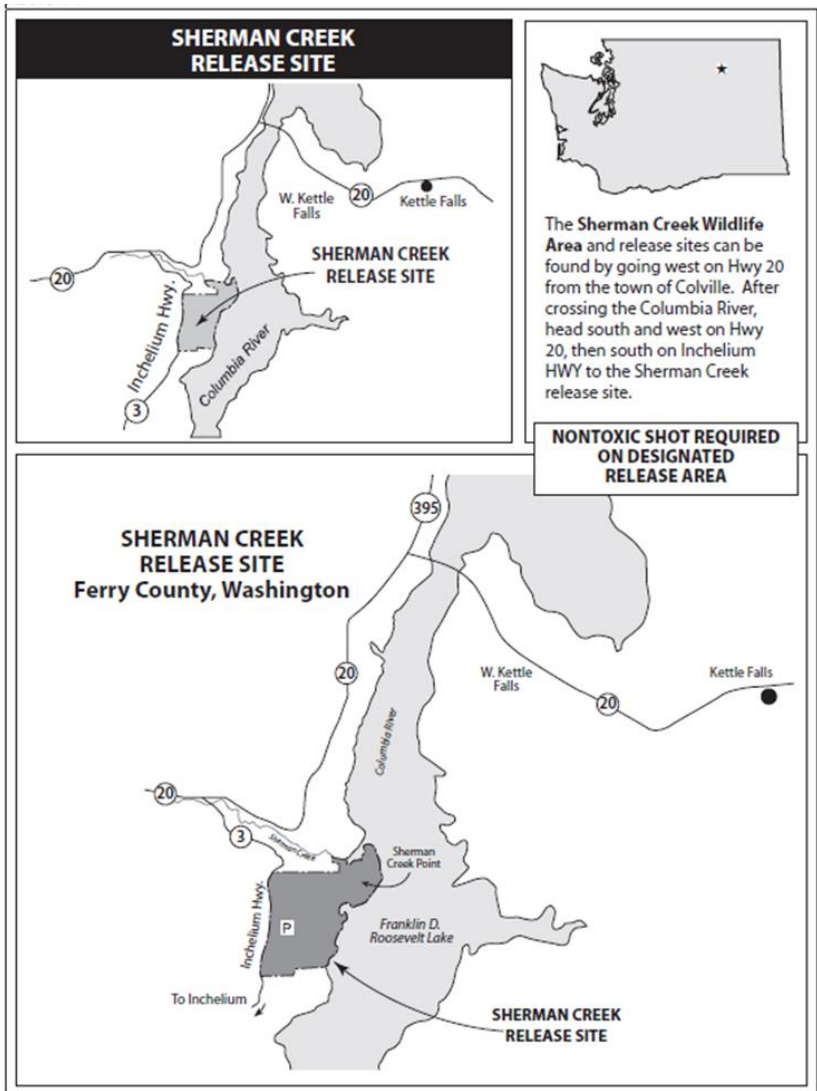 SHERMAN CREEK
RELEASE SITE
20
W. Kettle
Falls
Kettle Falls
SHERMAN CREEK
RELEASE SITE
20
Inchelium Hwy.
Columbia River
3
The Sherman Creek Wildlife
Area and release sites can be
found by going west on Hwy 20
from the town of Colville. After
crossing the Columbia River,
head south and west on Hwy
20, then south on Inchelium
HWY to the Sherman Creek
release site.
NONTOXIC SHOT REQUIRED
ON DESIGNATED
RELEASE AREA
395
SHERMAN CREEK
RELEASE SITE
Ferry County, Washington
20
W. Kettle
Falls
Kettle Falls
20
Columbia River
20
3
Sherman Creek
Sherman
Creek Point
Inchelium Hwy.
P
Franklin D.
Roosevelt Lake
To Inchelium
SHERMAN CREEK
RELEASE SITE